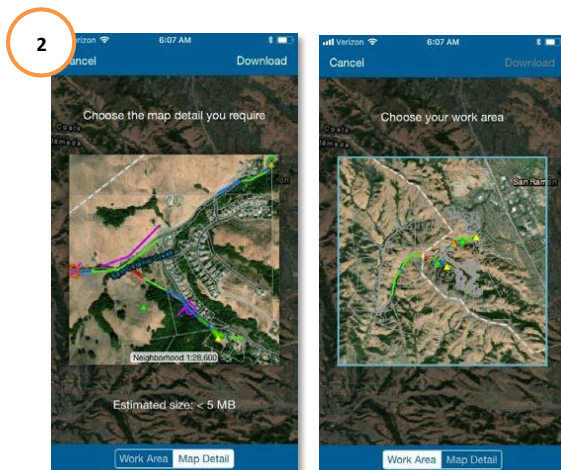 2
Verizon 6:07 AM
Cancel Download
Choose the map detail you require
Neighborhood 1:28,600
Estimated size: < 5 MB
Work Area Map Detail
Verizon 6:07 AM
Cancel Download
Choose your work area
San Ramon
Work Area Map Detail